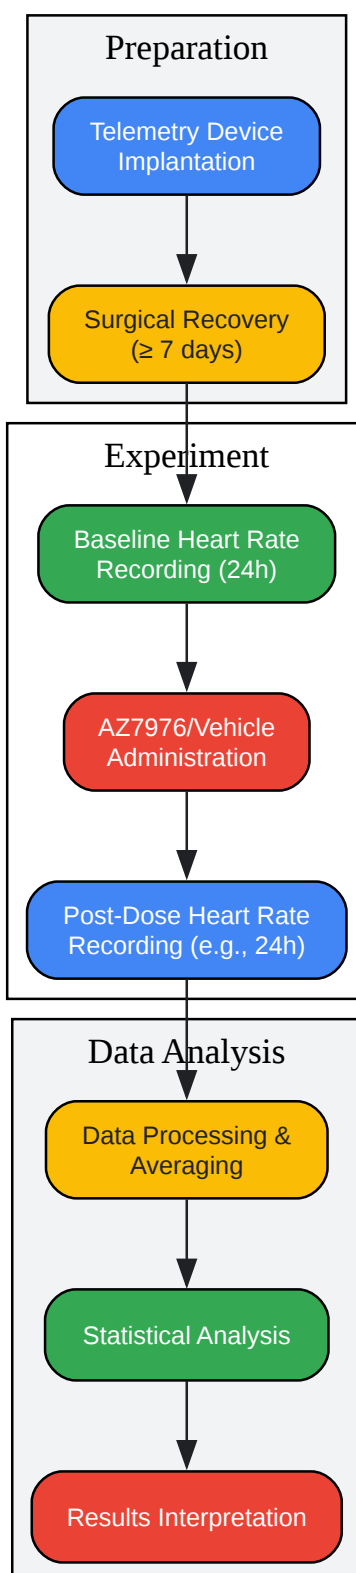 Preparation
Telemetry Device
Implantation
Surgical Recovery
(≥ 7 days)
Experiment
Baseline Heart Rate
Recording (24h)
AZ7976/Vehicle
Administration
Post-Dose Heart Rate
Recording (e.g., 24h)
Data Analysis
Data Processing &
Averaging
Statistical Analysis
Results Interpretation